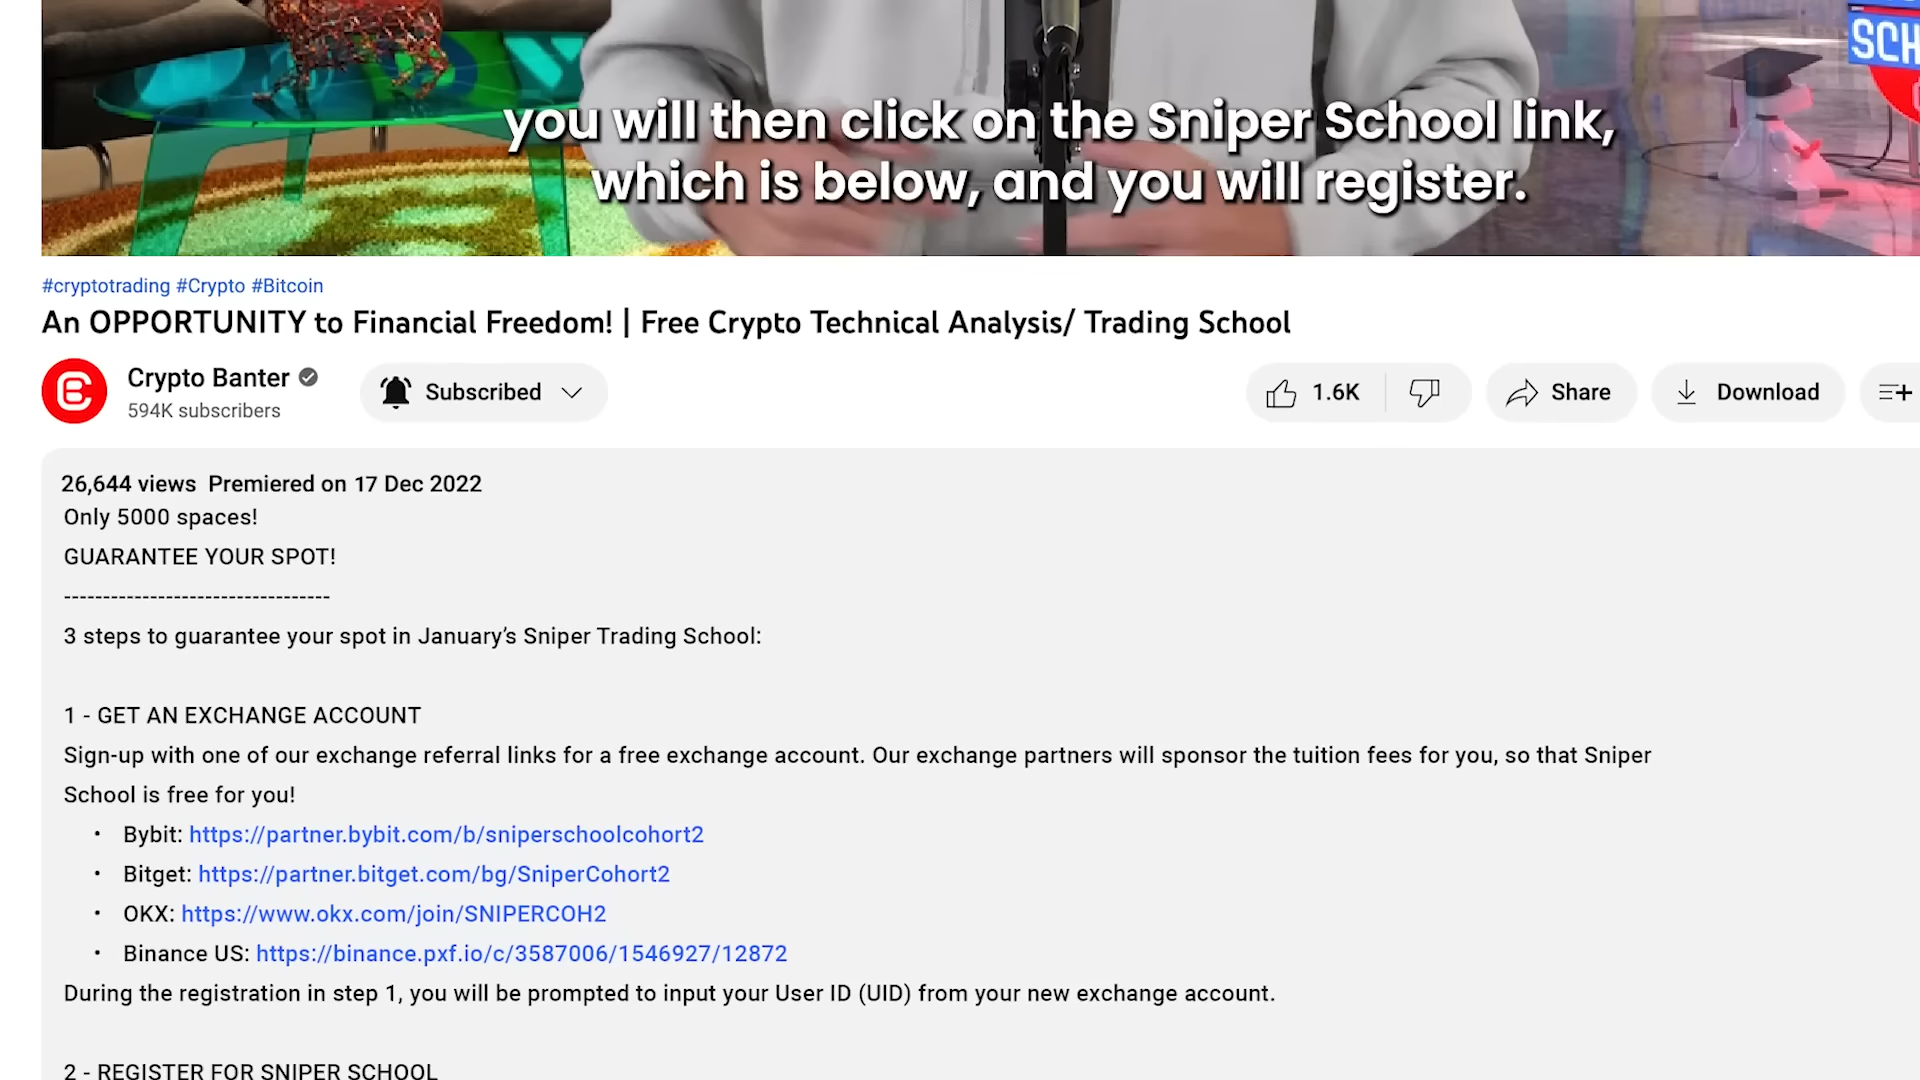 SCH
you will then click on the Sniper School link,
which is below, and you will register.
#cryptotrading #Crypto #Bitcoin
An OPPORTUNITY to Financial Freedom! | Free Crypto Technical Analysis/ Trading School
Crypto Banter
594K subscribers
Subscribed
1.6K
Share
Download
26,644 views Premiered on 17 Dec 2022
Only 5000 spaces!
GUARANTEE YOUR SPOT!
----------------------------------
3 steps to guarantee your spot in January’s Sniper Trading School:
1 - GET AN EXCHANGE ACCOUNT
Sign-up with one of our exchange referral links for a free exchange account. Our exchange partners will sponsor the tuition fees for you, so that Sniper
School is free for you!
• Bybit: https://partner.bybit.com/b/sniperschoolcohort2
• Bitget: https://partner.bitget.com/bg/SniperCohort2
• OKX: https://www.okx.com/join/SNIPERCOH2
• Binance US: https://binance.pxf.io/c/3587006/1546927/12872
During the registration in step 1, you will be prompted to input your User ID (UID) from your new exchange account.
2 - REGISTER FOR SNIPER SCHOOL